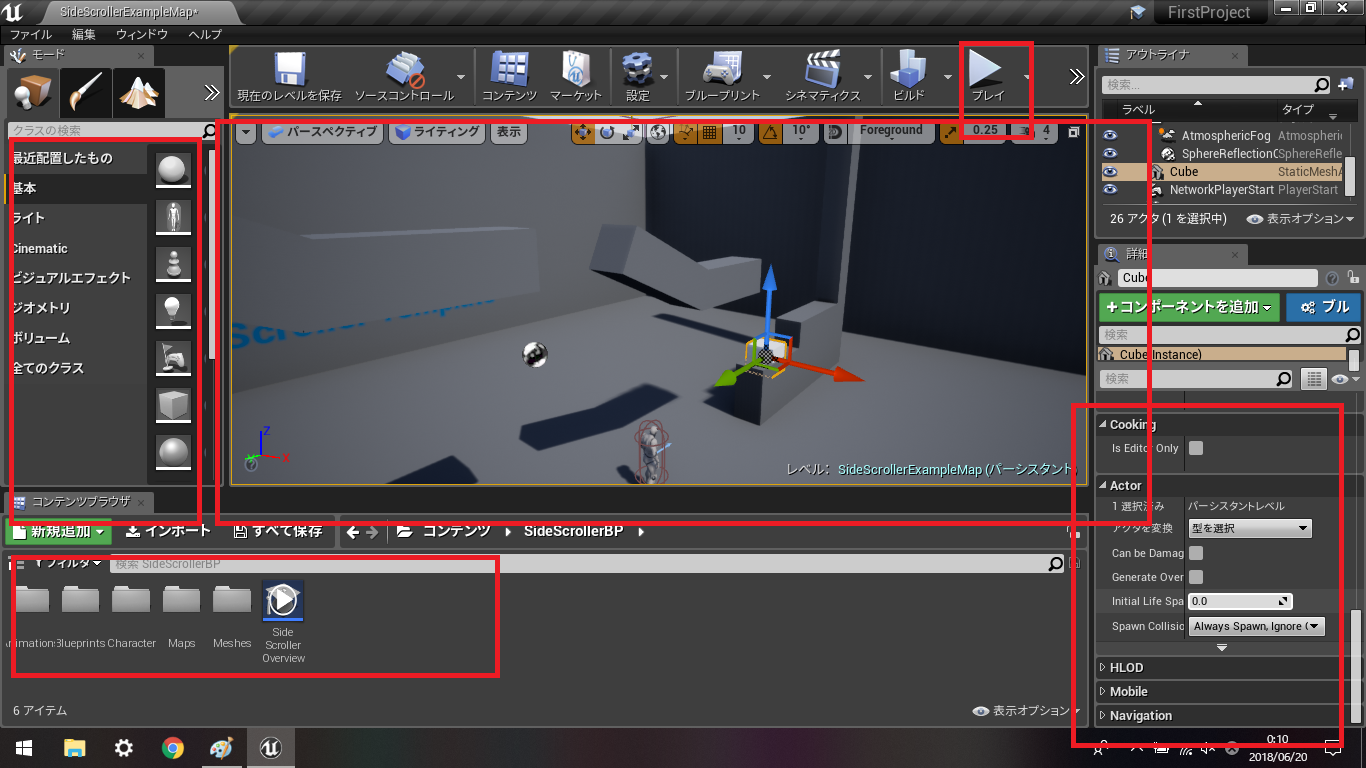 SideScrollerExampleMap*
FirstProject
ファイル 編集 ウィンドウ ヘルプ
モード
クラスの検索
最近配置したもの
基本
ライト
Cinematic
ビジュアルエフェクト
ジオメトリ
ボリューム
全てのクラス
現在のレベルを保存 ソースコントロール コンテンツ マーケット 設定 ブループリント シネマティクス ビルド プレイ
パースペクティブ ライティング 表示 10 10° Foreground 0.25 4
Scroller Template
Z
X
レベル: SideScrollerExampleMap (パーシスタント)
アウトライナ
検索...
ラベル タイプ
AtmosphericFog Atmospheric
SphereReflectionC SphereRefle
Cube StaticMeshA
NetworkPlayerStart PlayerStart
26 アクタ (1 を選択中) 表示オプション
詳細
Cube
+コンポーネントを追加 ブル
検索
Cube(Instance)
検索
Cooking
Is Editor Only
Actor
1 選択済み パーシスタントレベル
アクタを変換 型を選択
Can be Damag
Generate Over
Initial Life Spa 0.0
Spawn Collisio Always Spawn, Ignore C
HLOD
Mobile
Navigation
コンテンツブラウザ
新規追加 インポート すべて保存 コンテンツ SideScrollerBP
フィルタ 検索 SideScrollerBP
Animations Blueprints Character Maps Meshes Side
Scroller
Overview
6 アイテム
表示オプション
0:10
2018/06/20